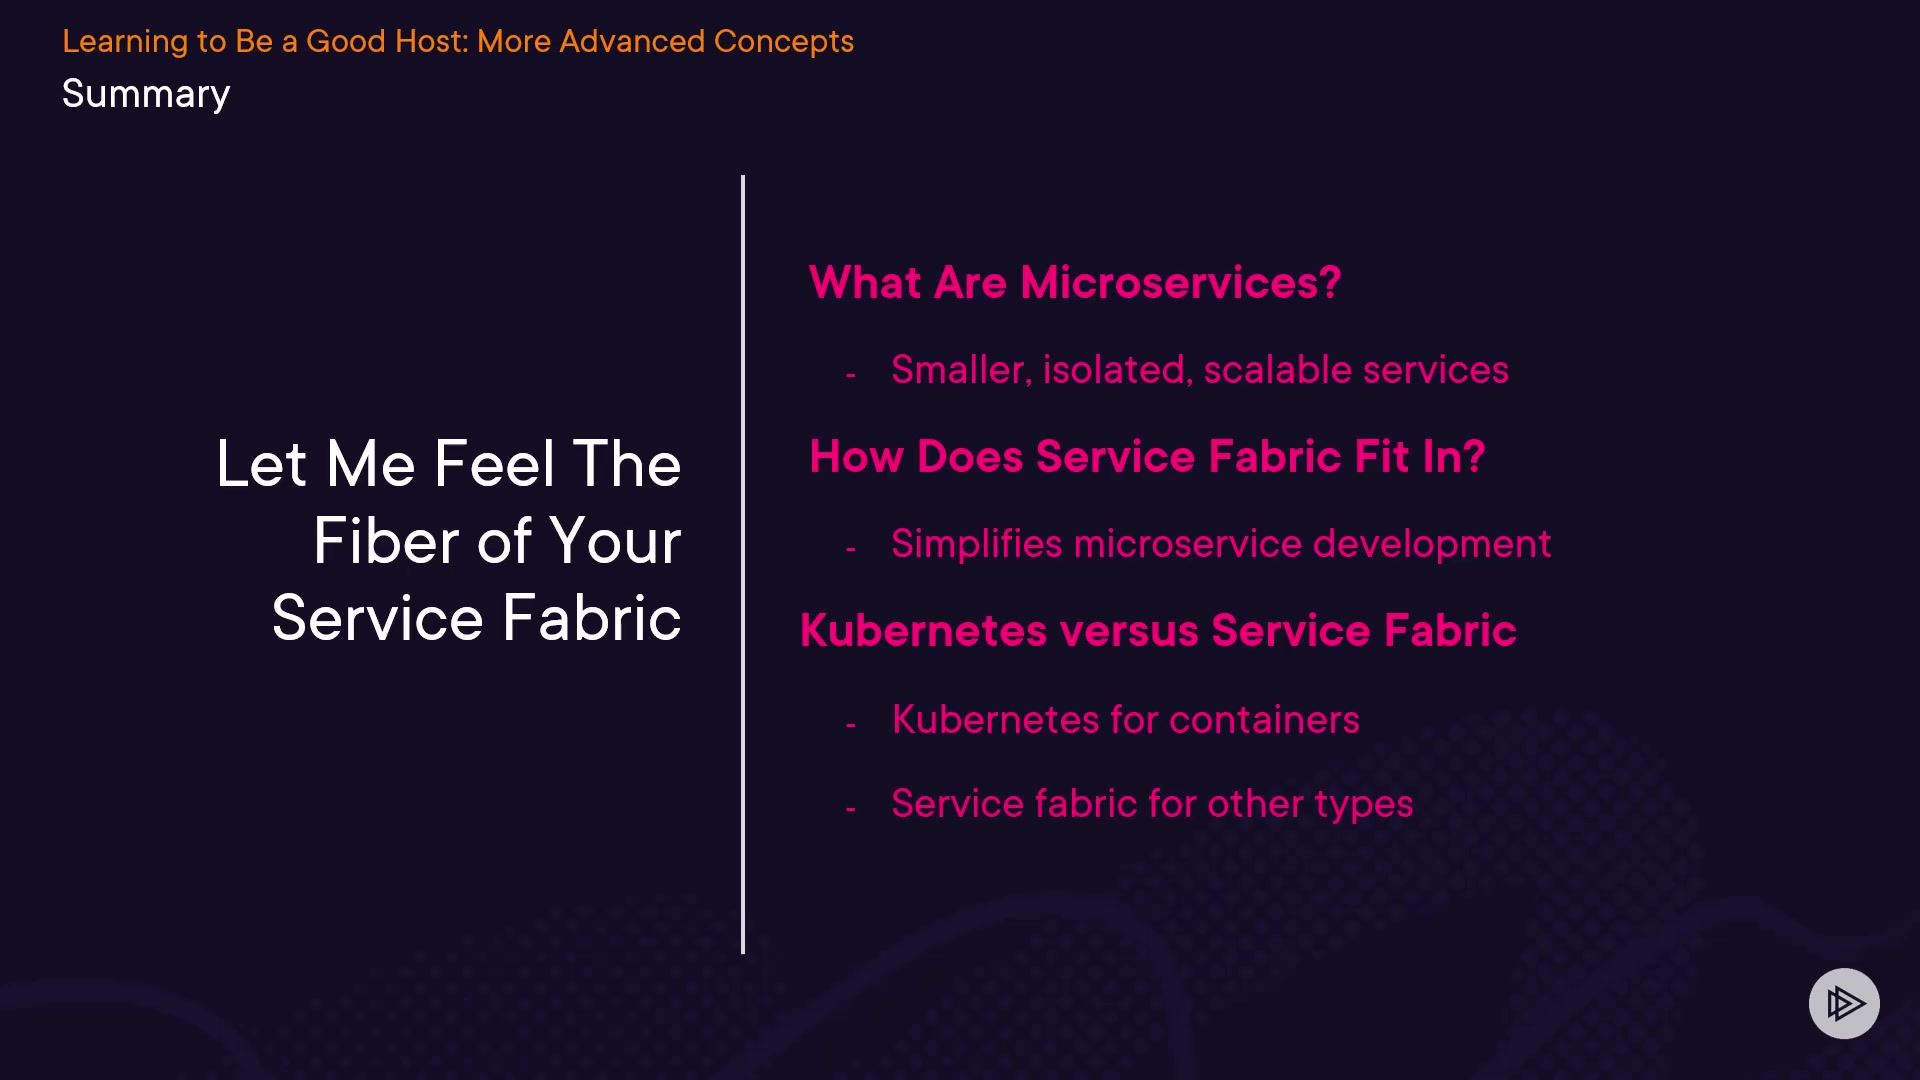 Learning to Be a Good Host: More Advanced Concepts
Summary
Let Me Feel The
Fiber of Your
Service Fabric
What Are Microservices?
- Smaller, isolated, scalable services
How Does Service Fabric Fit In?
- Simplifies microservice development
Kubernetes versus Service Fabric
- Kubernetes for containers
- Service fabric for other types